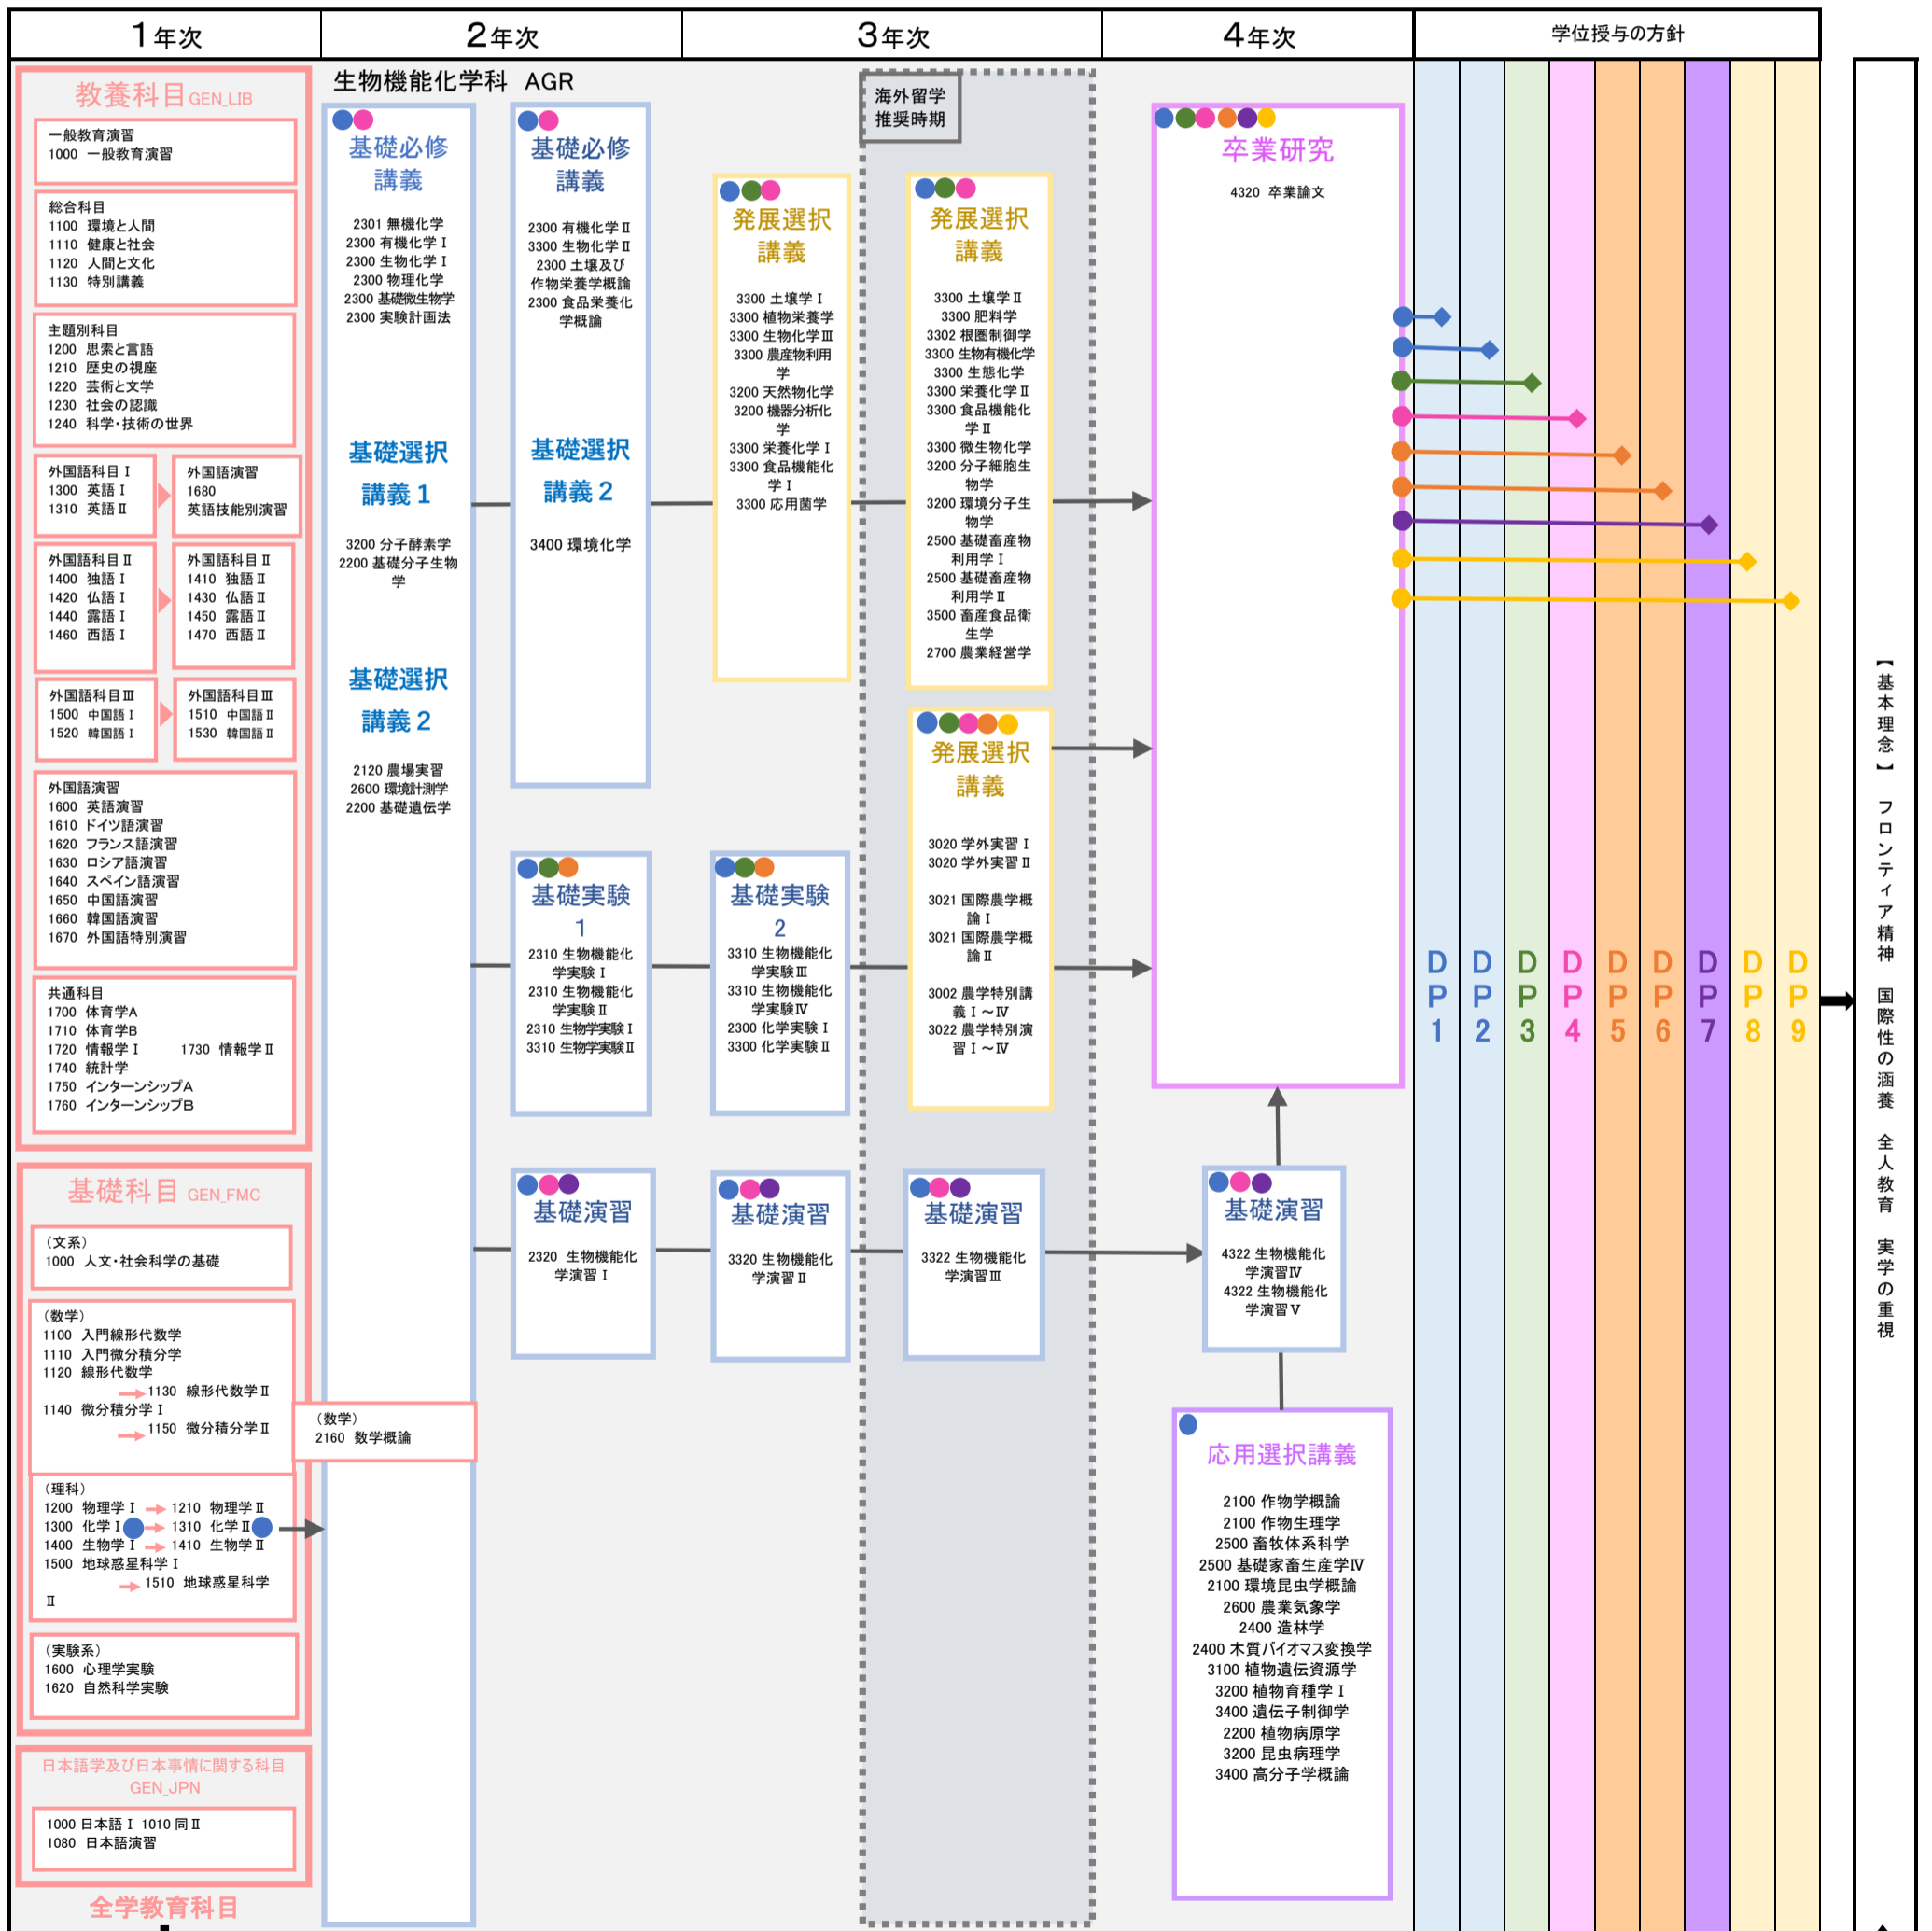 1年次
2年次
3年次
4年次
学位授与の方針
教養科目 GEN_LIB
一般教育演習
1000 一般教育演習
総合科目
1100 環境と人間
1110 健康と社会
1120 人間と文化
1130 特別講義
主題別科目
1200 思索と言語
1210 歴史の視座
1220 芸術と文学
1230 社会の認識
1240 科学・技術の世界
外国語科目Ⅰ
1300 英語Ⅰ
1310 英語Ⅱ
外国語演習
1680
英語技能別演習
外国語科目Ⅱ
1400 独語Ⅰ
1420 仏語Ⅰ
1440 露語Ⅰ
1460 西語Ⅰ
外国語科目Ⅱ
1410 独語Ⅱ
1430 仏語Ⅱ
1450 露語Ⅱ
1470 西語Ⅱ
外国語科目Ⅲ
1500 中国語Ⅰ
1520 韓国語Ⅰ
外国語科目Ⅲ
1510 中国語Ⅱ
1530 韓国語Ⅱ
外国語演習
1600 英語演習
1610 ドイツ語演習
1620 フランス語演習
1630 ロシア語演習
1640 スペイン語演習
1650 中国語演習
1660 韓国語演習
1670 外国語特別演習
共通科目
1700 体育学A
1710 体育学B
1720 情報学Ⅰ 1730 情報学Ⅱ
1740 統計学
1750 インターンシップA
1760 インターンシップB
基礎科目 GEN_FMC
（文系）
1000 人文・社会科学の基礎
（数学）
1100 入門線形代数学
1110 入門微分積分学
1120 線形代数学
1130 線形代数学Ⅱ
1140 微分積分学Ⅰ
1150 微分積分学Ⅱ
（数学）
2160 数学概論
（理科）
1200 物理学Ⅰ 1210 物理学Ⅱ
1300 化学Ⅰ 1310 化学Ⅱ
1400 生物学Ⅰ 1410 生物学Ⅱ
1500 地球惑星科学Ⅰ
1510 地球惑星科学
Ⅱ
（実験系）
1600 心理学実験
1620 自然科学実験
日本語学及び日本事情に関する科目
GEN_JPN
1000 日本語Ⅰ 1010 同Ⅱ
1080 日本語演習
全学教育科目
生物機能化学科 AGR
基礎必修
講義
2301 無機化学
2300 有機化学Ⅰ
2300 生物化学Ⅰ
2300 物理化学
2300 基礎微生物学
2300 実験計画法
基礎選択
講義1
3200 分子酵素学
2200 基礎分子生物
学
基礎選択
講義2
2120 農場実習
2600 環境計測学
2200 基礎遺伝学
基礎必修
講義
2300 有機化学Ⅱ
3300 生物化学Ⅱ
2300 土壌及び
作物栄養学概論
2300 食品栄養化
学概論
基礎選択
講義2
3400 環境化学
基礎実験
1
2310 生物機能化
学実験Ⅰ
2310 生物機能化
学実験Ⅱ
2310 生物学実験Ⅰ
3310 生物学実験Ⅱ
基礎演習
2320 生物機能化
学演習Ⅰ
発展選択
講義
3300 土壌学Ⅰ
3300 植物栄養学
3300 生物化学Ⅲ
3300 農産物利用
学
3200 天然物化学
3200 機器分析化
学
3300 栄養化学Ⅰ
3300 食品機能化
学Ⅰ
3300 応用菌学
基礎実験
2
3310 生物機能化
学実験Ⅲ
3310 生物機能化
学実験Ⅳ
2300 化学実験Ⅰ
3300 化学実験Ⅱ
基礎演習
3320 生物機能化
学演習Ⅱ
海外留学
推奨時期
発展選択
講義
3300 土壌学Ⅱ
3300 肥料学
3302 根圏制御学
3300 生物有機化学
3300 生態化学
3300 栄養化学Ⅱ
3300 食品機能化
学Ⅱ
3300 微生物化学
3200 分子細胞生
物学
3200 環境分子生
物学
2500 基礎畜産物
利用学Ⅰ
2500 基礎畜産物
利用学Ⅱ
3500 畜産食品衛
生学
2700 農業経営学
発展選択
講義
3020 学外実習Ⅰ
3020 学外実習Ⅱ
3021 国際農学概
論Ⅰ
3021 国際農学概
論Ⅱ
3002 農学特別講
義Ⅰ～Ⅳ
3022 農学特別演
習Ⅰ～Ⅳ
基礎演習
3322 生物機能化
学演習Ⅲ
卒業研究
4320 卒業論文
基礎演習
4322 生物機能化
学演習Ⅳ
4322 生物機能化
学演習Ⅴ
応用選択講義
2100 作物学概論
2100 作物生理学
2500 畜牧体系科学
2500 基礎家畜生産学Ⅳ
2100 環境昆虫学概論
2600 農業気象学
2400 造林学
2400 木質バイオマス変換学
3100 植物遺伝資源学
3200 植物育種学Ⅰ
3400 遺伝子制御学
2200 植物病原学
3200 昆虫病理学
3400 高分子学概論
DP1
DP2
DP3
DP4
DP5
DP6
DP7
DP8
DP9
【基本理念】 フロンティア精神 国際性の涵養 全人教育 実学の重視